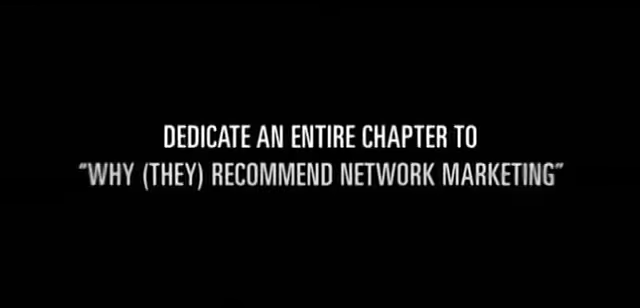 DEDICATE AN ENTIRE CHAPTER TO
"WHY (THEY) RECOMMEND NETWORK MARKETING"